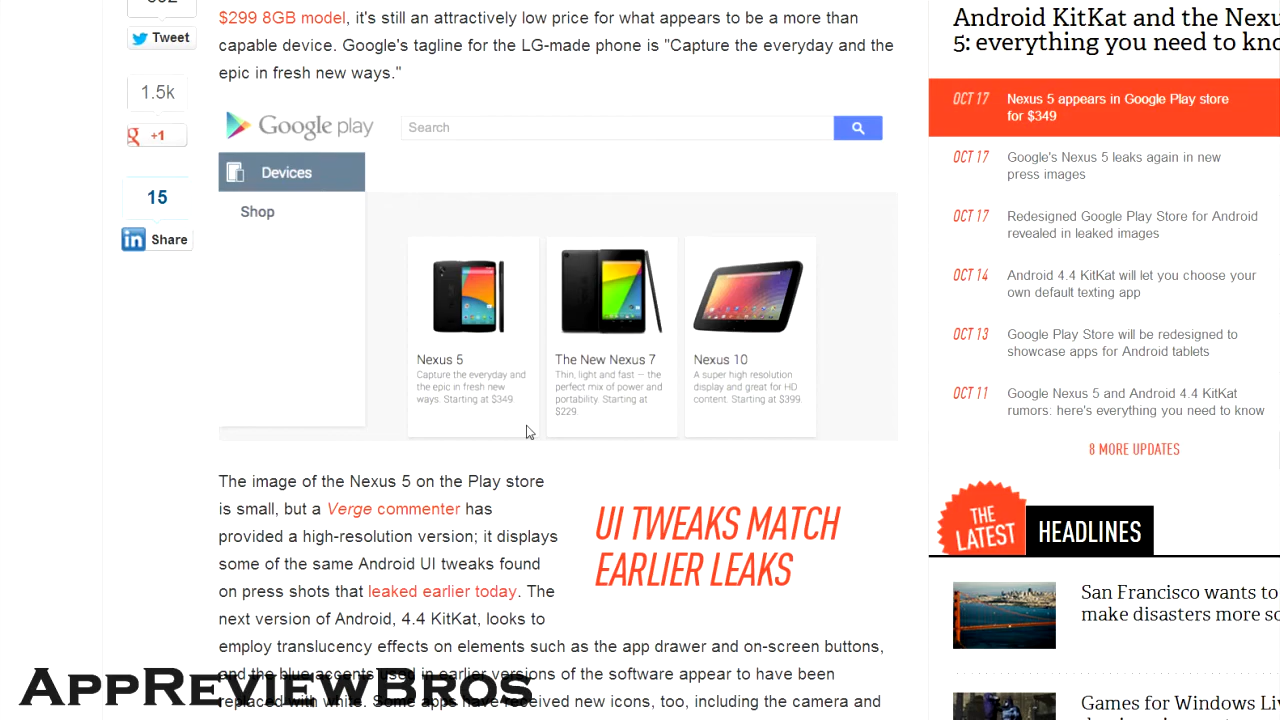 $299 8GB model, it's still an attractively low price for what appears to be a more than
capable device. Google's tagline for the LG-made phone is "Capture the everyday and the
epic in fresh new ways."
Tweet
1.5k
+1
15
in Share
Google play
Search
Devices
Shop
Nexus 5
Capture the everyday and
the epic in fresh new
ways. Starting at $349
The New Nexus 7
Thin, light and fast — the
perfect mix of power and
portability. Starting at
$229
Nexus 10
A super high resolution
display and great for HD
content. Starting at $399
The image of the Nexus 5 on the Play store
is small, but a Verge commenter has
provided a high-resolution version; it displays
some of the same Android UI tweaks found
on press shots that leaked earlier today. The
next version of Android, 4.4 KitKat, looks to
employ translucency effects on elements such as the app drawer and on-screen buttons,
and the blue accents used in earlier versions of the software appear to have been
replaced with white. Some apps have received new icons, too, including the camera and
UI TWEAKS MATCH
EARLIER LEAKS
Android KitKat and the Nexu
5: everything you need to kno
OCT 17 Nexus 5 appears in Google Play store
for $349
OCT 17 Google's Nexus 5 leaks again in new
press images
OCT 17 Redesigned Google Play Store for Android
revealed in leaked images
OCT 14 Android 4.4 KitKat will let you choose your
own default texting app
OCT 13 Google Play Store will be redesigned to
showcase apps for Android tablets
OCT 11 Google Nexus 5 and Android 4.4 KitKat
rumors: here's everything you need to know
8 MORE UPDATES
THE
LATEST
HEADLINES
San Francisco wants to
make disasters more so
Games for Windows Liv
AppReviewBros